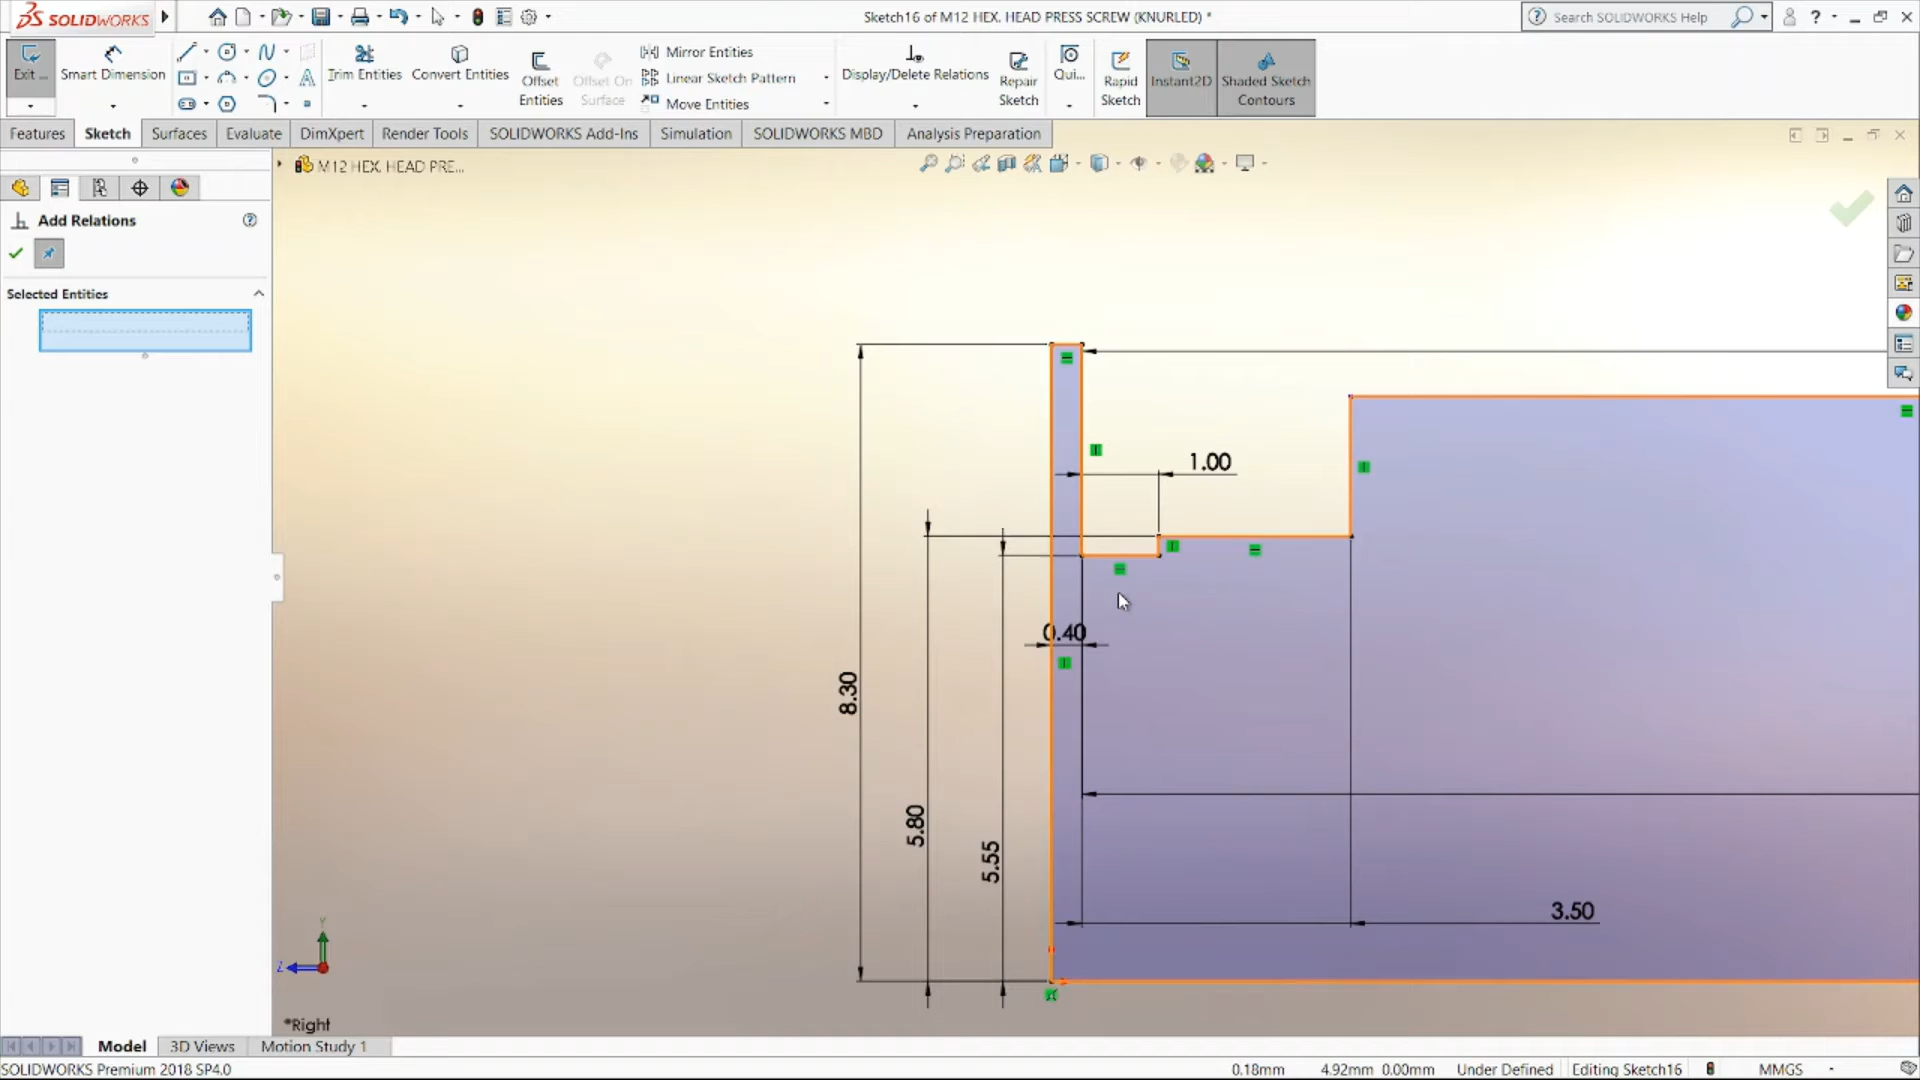 SOLIDWORKS
Sketch16 of M12 HEX. HEAD PRESS SCREW (KNURLED) *
Search SOLIDWORKS Help
Exit ...
Smart Dimension
Trim Entities
Convert Entities
Offset Entities
Offset On Surface
Mirror Entities
Linear Sketch Pattern
Move Entities
Display/Delete Relations
Repair Sketch
Qui...
Rapid Sketch
Instant2D
Shaded Sketch Contours
Features
Sketch
Surfaces
Evaluate
DimXpert
Render Tools
SOLIDWORKS Add-Ins
Simulation
SOLIDWORKS MBD
Analysis Preparation
M12 HEX. HEAD PRE...
Add Relations
Selected Entities
1.00
0.40
8.30
5.80
5.55
3.50
Y
Z
*Right
Model
3D Views
Motion Study 1
SOLIDWORKS Premium 2018 SP4.0
0.18mm
4.92mm 0.00mm
Under Defined
Editing Sketch16
MMGS